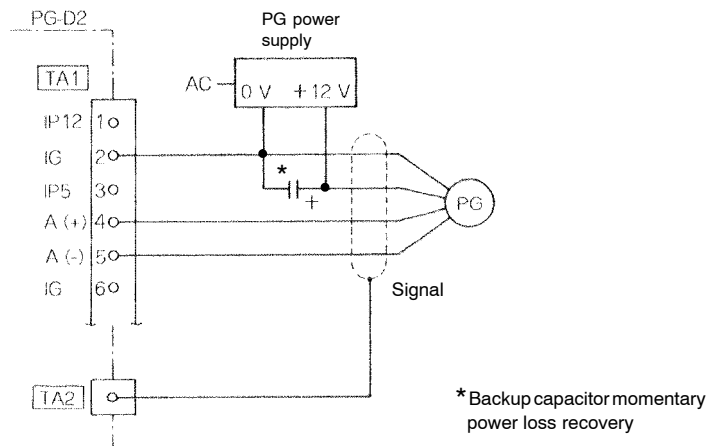 PG-D2
PG power
supply
TA1
AC
0 V +12 V
IP12 1
IG 2
*
IP5 3
+
PG
A (+) 4
A (-) 5
IG 6
Signal
TA2
* Backup capacitor momentary
power loss recovery